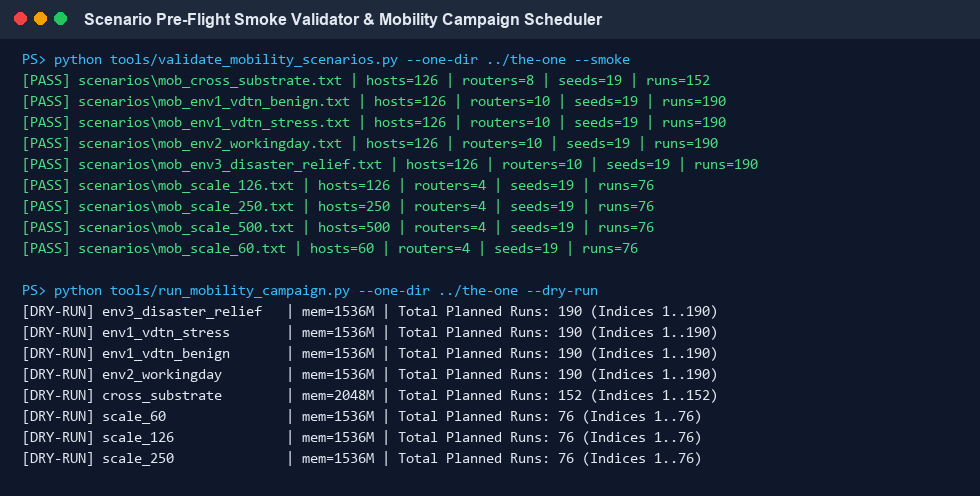 Scenario Pre-Flight Smoke Validator & Mobility Campaign Scheduler
PS> python tools/validate_mobility_scenarios.py --one-dir ../the-one --smoke
[PASS] scenarios\mob_cross_substrate.txt | hosts=126 | routers=8 | seeds=19 | runs=152
[PASS] scenarios\mob_env1_vdtn_benign.txt | hosts=126 | routers=10 | seeds=19 | runs=190
[PASS] scenarios\mob_env1_vdtn_stress.txt | hosts=126 | routers=10 | seeds=19 | runs=190
[PASS] scenarios\mob_env2_workingday.txt | hosts=126 | routers=10 | seeds=19 | runs=190
[PASS] scenarios\mob_env3_disaster_relief.txt | hosts=126 | routers=10 | seeds=19 | runs=190
[PASS] scenarios\mob_scale_126.txt | hosts=126 | routers=4 | seeds=19 | runs=76
[PASS] scenarios\mob_scale_250.txt | hosts=250 | routers=4 | seeds=19 | runs=76
[PASS] scenarios\mob_scale_500.txt | hosts=500 | routers=4 | seeds=19 | runs=76
[PASS] scenarios\mob_scale_60.txt | hosts=60 | routers=4 | seeds=19 | runs=76
PS> python tools/run_mobility_campaign.py --one-dir ../the-one --dry-run
[DRY-RUN] env3_disaster_relief   | mem=1536M | Total Planned Runs: 190 (Indices 1..190)
[DRY-RUN] env1_vdtn_stress       | mem=1536M | Total Planned Runs: 190 (Indices 1..190)
[DRY-RUN] env1_vdtn_benign       | mem=1536M | Total Planned Runs: 190 (Indices 1..190)
[DRY-RUN] env2_workingday        | mem=1536M | Total Planned Runs: 190 (Indices 1..190)
[DRY-RUN] cross_substrate        | mem=2048M | Total Planned Runs: 152 (Indices 1..152)
[DRY-RUN] scale_60               | mem=1536M | Total Planned Runs: 76 (Indices 1..76)
[DRY-RUN] scale_126              | mem=1536M | Total Planned Runs: 76 (Indices 1..76)
[DRY-RUN] scale_250              | mem=1536M | Total Planned Runs: 76 (Indices 1..76)